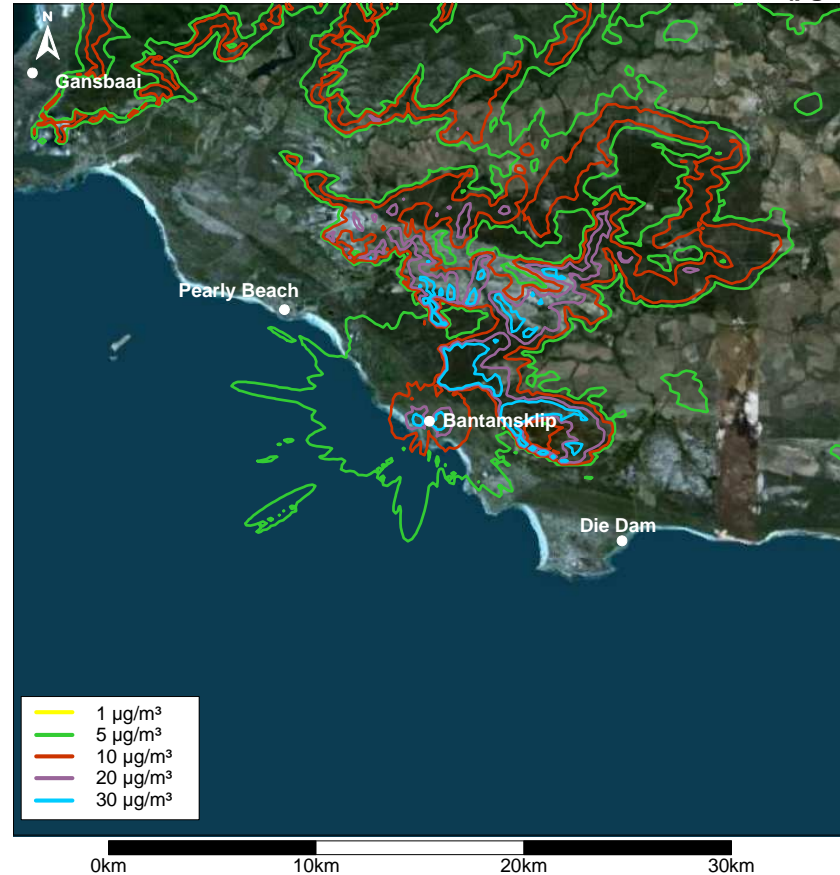 N
Gansbaai
Pearly Beach
Bantamsklip
Die Dam
1 µg/m³
5 µg/m³
10 µg/m³
20 µg/m³
30 µg/m³
0km 10km 20km 30km